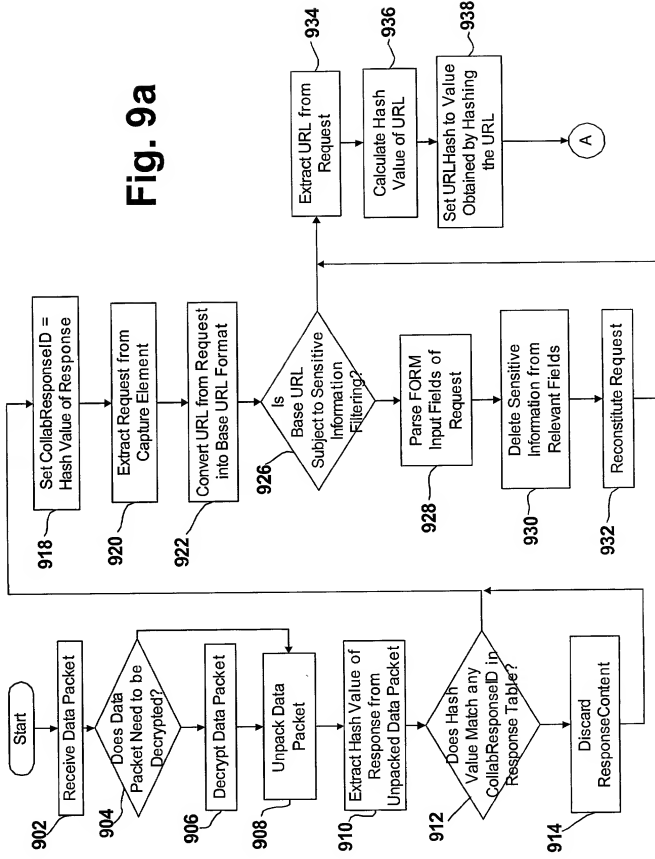 Fig. 9a
Start
902
Receive Data Packet
904
Does Data
Packet Need to be
Decrypted?
906
Decrypt Data Packet
908
Unpack Data
Packet
910
Extract Hash Value of
Response from
Unpacked Data Packet
912
Does Hash
Value Match any
CollabResponseID in
Response Table?
914
Discard
ResponseContent
918
Set CollabResponseID =
Hash Value of Response
920
Extract Request from
Capture Element
922
Convert URL from Request
into Base URL Format
926
Is
Base URL
Subject to Sensitive
Information
Filtering?
928
Parse FORM
Input Fields of
Request
930
Delete Sensitive
Information from
Relevant Fields
932
Reconstitute Request
934
Extract URL from
Request
936
Calculate Hash
Value of URL
938
Set URLHash to Value
Obtained by Hashing
the URL
A